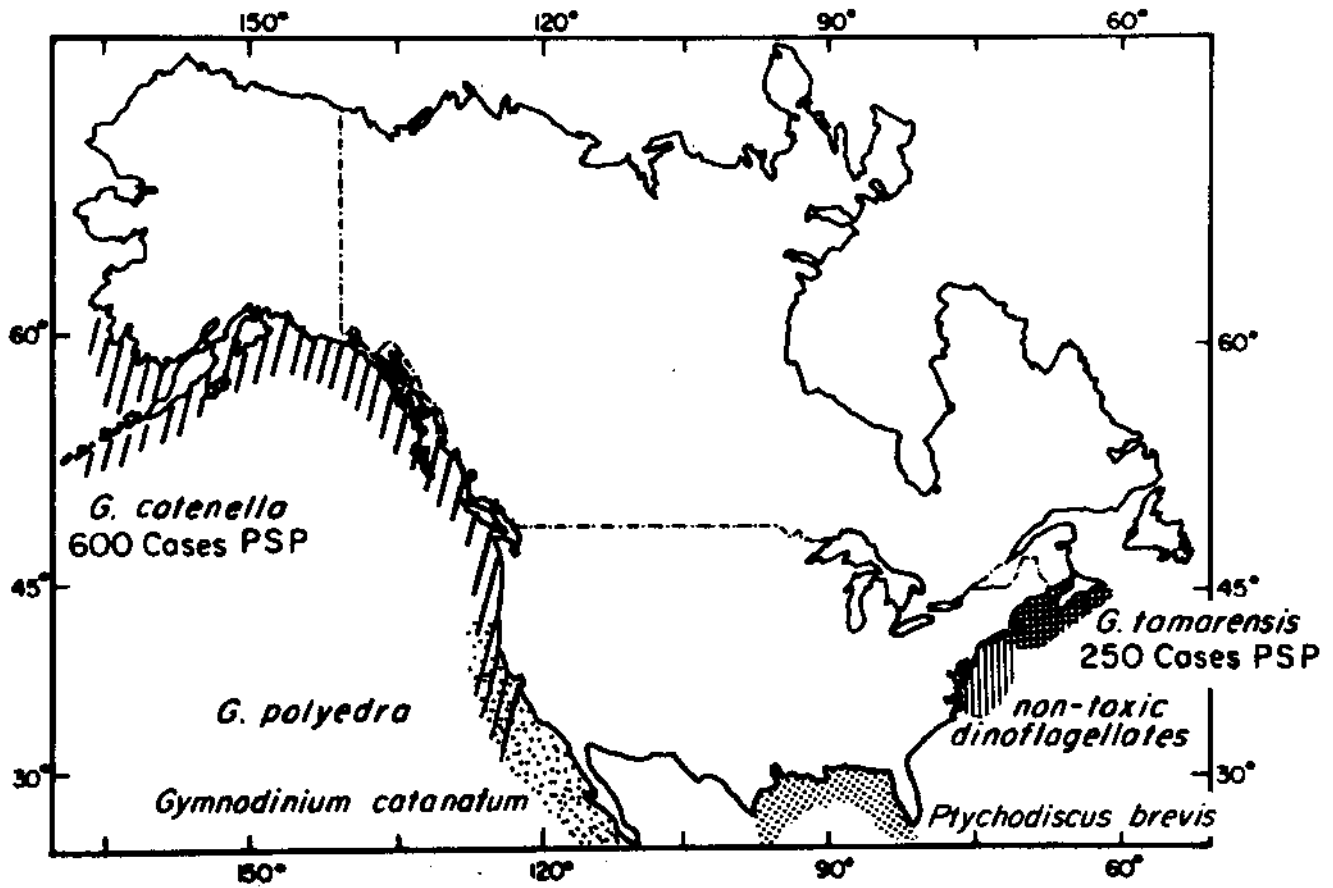 150° 120° 90° 60°
60° 60°
G. catenella
600 Cases PSP
45° 45°
G. tamarensis
250 Cases PSP
G. polyedra
non-toxic
dinoflagellates
30° 30°
Gymnodinium catanatum
Ptychodiscus brevis
150° 120° 90° 60°